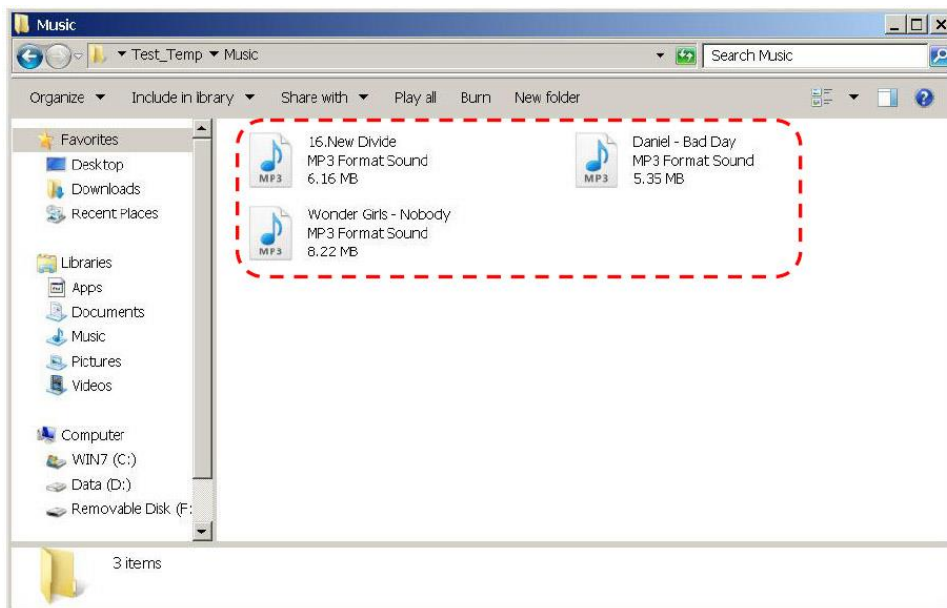 Music
Test_Temp Music
Search Music
Organize Include in library Share with Play all Burn New folder
Favorites
Desktop
Downloads
Recent Places
Libraries
Apps
Documents
Music
Pictures
Videos
Computer
WIN7 (C:)
Data (D:)
Removable Disk (F:
MP3
16.New Divide
MP3 Format Sound
6.16 MB
MP3
Daniel - Bad Day
MP3 Format Sound
5.35 MB
MP3
Wonder Girls - Nobody
MP3 Format Sound
8.22 MB
3 items